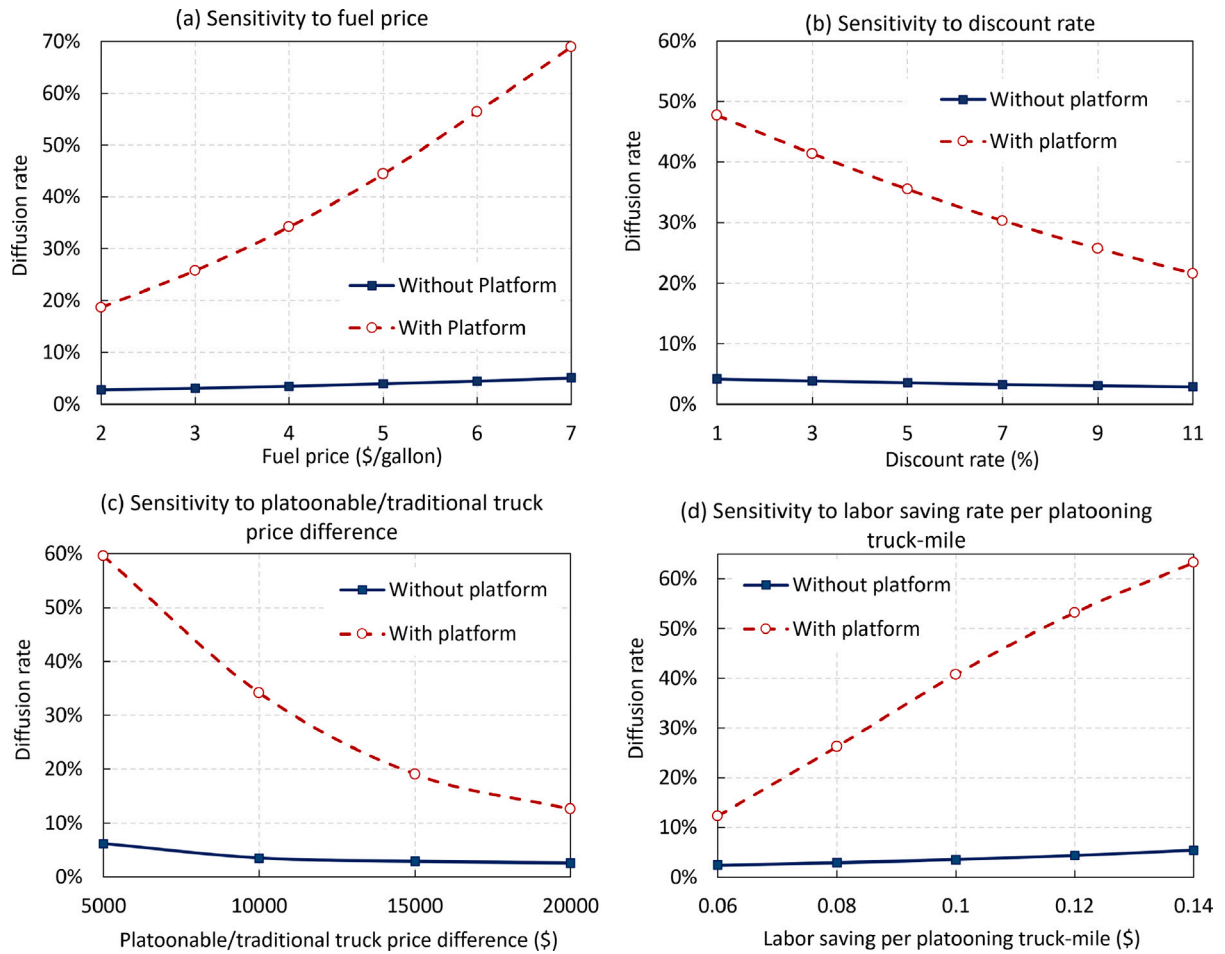 (a) Sensitivity to fuel price
70%
60%
50%
40%
30%
20%
10%
0%
Diffusion rate
Without Platform
With Platform
2 3 4 5 6 7
Fuel price ($/gallon)
(b) Sensitivity to discount rate
60%
50%
40%
30%
20%
10%
0%
Diffusion rate
Without platform
With platform
1 3 5 7 9 11
Discount rate (%)
(c) Sensitivity to platoonable/traditional truck
price difference
60%
50%
40%
30%
20%
10%
0%
Diffusion rate
Without platform
With platform
5000 10000 15000 20000
Platoonable/traditional truck price difference ($)
(d) Sensitivity to labor saving rate per platooning
truck-mile
60%
50%
40%
30%
20%
10%
0%
Diffusion rate
Without platform
With platform
0.06 0.08 0.1 0.12 0.14
Labor saving per platooning truck-mile ($)